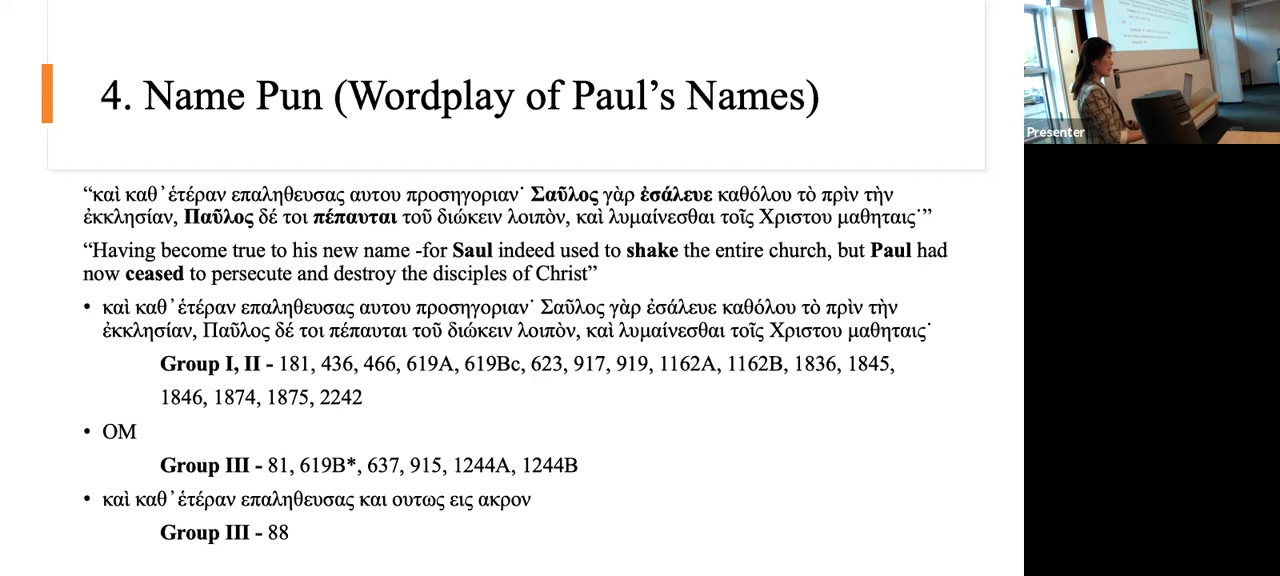 4. Name Pun (Wordplay of Paul’s Names)
“καὶ καθ᾽ἑτέραν επαληθευσας αυτου προσηγοριαν˙ Σαῦλος γὰρ ἐσάλευε καθόλου τὸ πρὶν τὴν
ἐκκλησίαν, Παῦλος δέ τοι πέπαυται τοῦ διώκειν λοιπὸν, καὶ λυμαίνεσθαι τοῖς Χριστου μαθηταις˙”
“Having become true to his new name -for Saul indeed used to shake the entire church, but Paul had
now ceased to persecute and destroy the disciples of Christ”
• καὶ καθ᾽ἑτέραν επαληθευσας αυτου προσηγοριαν˙ Σαῦλος γὰρ ἐσάλευε καθόλου τὸ πρὶν τὴν
ἐκκλησίαν, Παῦλος δέ τοι πέπαυται τοῦ διώκειν λοιπὸν, καὶ λυμαίνεσθαι τοῖς Χριστου μαθηταις˙
Group I, II - 181, 436, 466, 619A, 619Bc, 623, 917, 919, 1162A, 1162B, 1836, 1845,
1846, 1874, 1875, 2242
• OM
Group III - 81, 619B*, 637, 915, 1244A, 1244B
• καὶ καθ᾽ἑτέραν επαληθευσας και ουτως εις ακρον
Group III - 88
Presenter